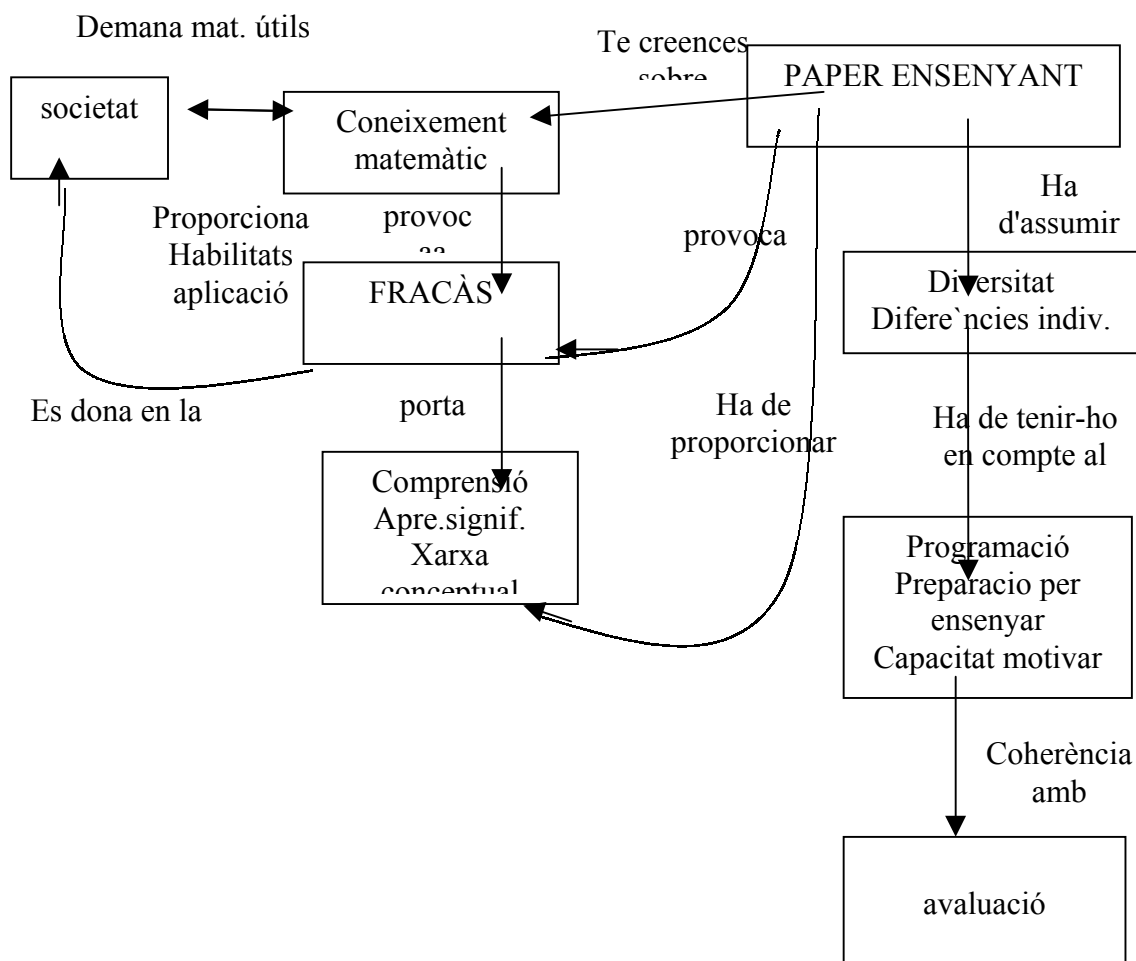 Demana mat. útils
Te creences
sobre
PAPER ENSENYANT
societat
Coneixement
matemàtic
Ha
d'assumir
Proporciona
Habilitats
aplicació
provoc
provoca
FRACÀS
Diversitat
Difere`ncies indiv.
Es dona en la
porta
Ha de
proporcionar
Ha de tenir-ho
en compte al
Comprensió
Apre.signif.
Xarxa
conceptual
Programació
Preparacio per
ensenyar
Capacitat motivar
Coherència
amb
avaluació